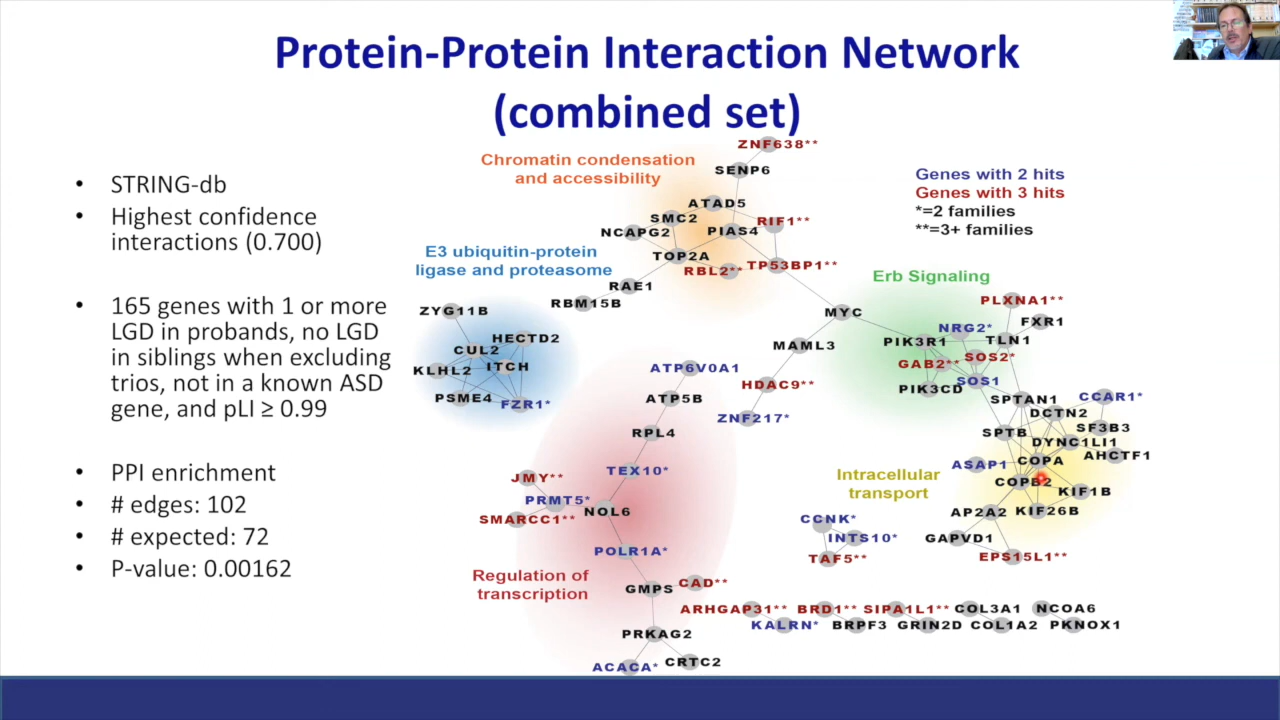 Protein-Protein Interaction Network
(combined set)
• STRING-db
• Highest confidence
interactions (0.700)
• 165 genes with 1 or more
LGD in probands, no LGD
in siblings when excluding
trios, not in a known ASD
gene, and pLI ≥ 0.99
• PPI enrichment
• # edges: 102
• # expected: 72
• P-value: 0.00162
Chromatin condensation
and accessibility
ZNF638**
SENP6
ATAD5
SMC2
RIF1**
NCAPG2
PIAS4
TOP2A
RBL2**
TP53BP1**
RAE1
RBM15B
E3 ubiquitin-protein
ligase and proteasome
ZYG11B
HECTD2
CUL2
KLHL2
ITCH
PSME4
FZR1*
Genes with 2 hits
Genes with 3 hits
*=2 families
**=3+ families
Erb Signaling
PLXNA1**
MYC
NRG2*
FXR1
PIK3R1
TLN1
MAML3
GAB2**
SOS2*
SOS1
PIK3CD
HDAC9**
ZNF217*
SPTAN1
CCAR1*
DCTN2
SPTB
SF3B3
DYNC1LI1
AHCTF1
ASAP1
COPA
COPB2
KIF1B
AP2A2
KIF26B
GAPVD1
EPS15L1**
Intracellular
transport
CCNK*
INTS10*
TAF5**
ATP6V0A1
ATP5B
RPL4
TEX10*
JMY**
PRMT5*
SMARCC1**
NOL6
POLR1A*
Regulation of
transcription
GMPS
CAD**
PRKAG2
ACACA*
CRTC2
ARHGAP31** BRD1** SIPA1L1** COL3A1 NCOA6
KALRN* BRPF3 GRIN2D COL1A2 PKNOX1